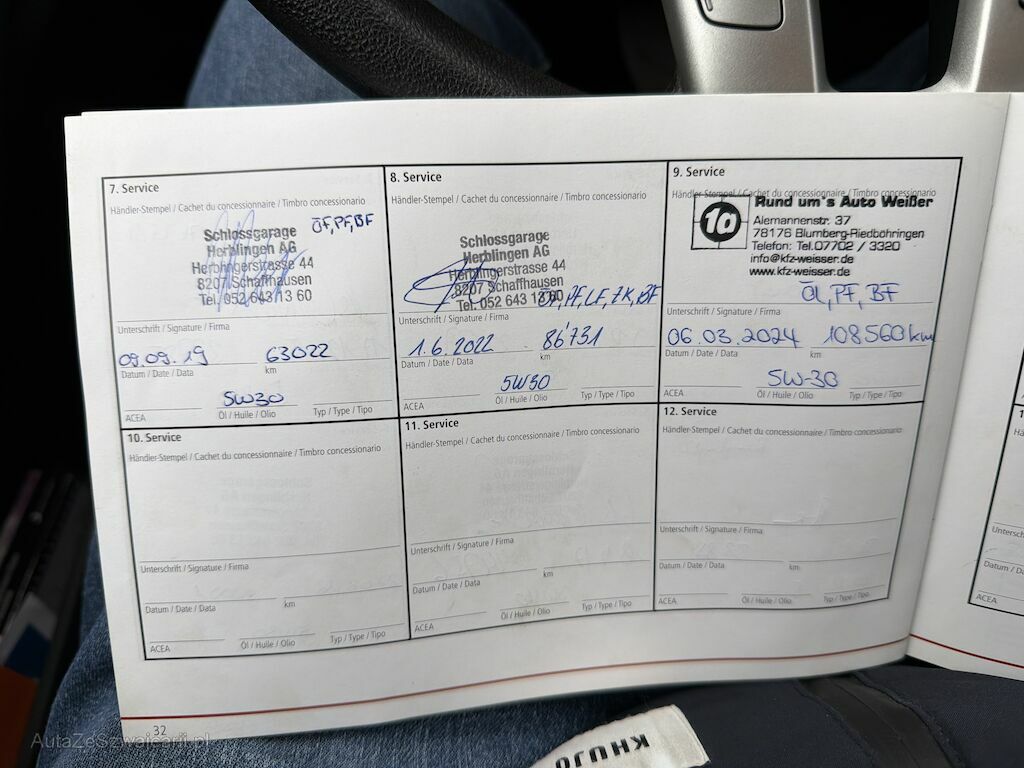 7. Service
Händler-Stempel / Cachet du concessionnaire / Timbro concessionario
ÖF, PF, BF
Schlossgarage
Herblingen AG
Herblingerstrasse 44
8207 Schaffhausen
Tel. 052 643 13 60
Unterschrift / Signature / Firma
09.09.19 63022
Datum / Date / Data km
5W30
ACEA Öl / Huile / Olio Typ / Type / Tipo
8. Service
Händler-Stempel / Cachet du concessionnaire / Timbro concessionario
Schlossgarage
Herblingen AG
Herblingerstrasse 44
8207 Schaffhausen
Tel. 052 643 13 60
ÖF, PF, LF, ZK, BF
Unterschrift / Signature / Firma
1.6.2022 86'731
Datum / Date / Data km
5W30
ACEA Öl / Huile / Olio Typ / Type / Tipo
9. Service
Händler-Stempel / Cachet du concessionnaire / Timbro concessionario
1a Rund um's Auto Weißer
Alemannenstr. 37
78176 Blumberg-Riedböhringen
Telefon: Tel.07702 / 3320
info@kfz-weisser.de
www.kfz-weisser.de
ÖL, PF, BF
Unterschrift / Signature / Firma
06.03.2024 108560 km
Datum / Date / Data km
5W-30
ACEA Öl / Huile / Olio Typ / Type / Tipo
10. Service
Händler-Stempel / Cachet du concessionnaire / Timbro concessionario
Unterschrift / Signature / Firma
Datum / Date / Data km
ACEA Öl / Huile / Olio Typ / Type / Tipo
11. Service
Händler-Stempel / Cachet du concessionnaire / Timbro concessionario
Unterschrift / Signature / Firma
Datum / Date / Data km
ACEA Öl / Huile / Olio Typ / Type / Tipo
12. Service
Händler-Stempel / Cachet du concessionnaire / Timbro concessionario
Unterschrift / Signature / Firma
Datum / Date / Data km
ACEA Öl / Huile / Olio Typ / Type / Tipo
32
AutaZeSzwajcarii.pl
KHUJO